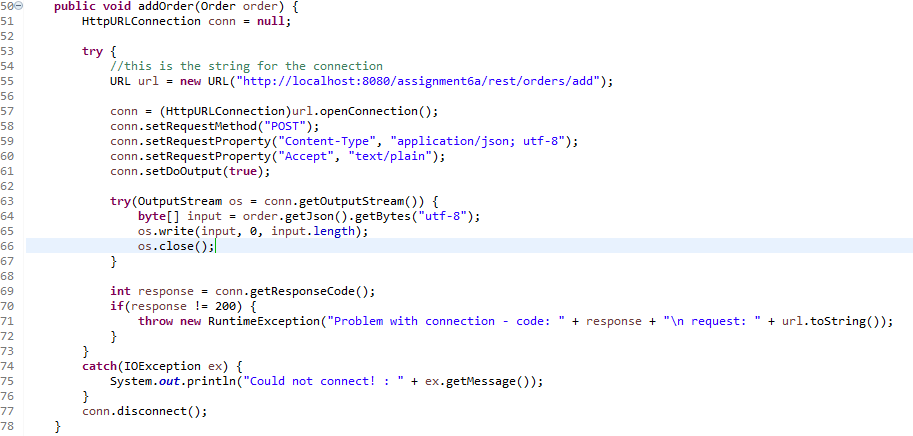 50 public void addOrder(Order order) {
51 HttpURLConnection conn = null;
52
53 try {
54 //this is the string for the connection
55 URL url = new URL("http://localhost:8080/assignment6a/rest/orders/add");
56
57 conn = (HttpURLConnection)url.openConnection();
58 conn.setRequestMethod("POST");
59 conn.setRequestProperty("Content-Type", "application/json; utf-8");
60 conn.setRequestProperty("Accept", "text/plain");
61 conn.setDoOutput(true);
62
63 try(OutputStream os = conn.getOutputStream()) {
64 byte[] input = order.getJson().getBytes("utf-8");
65 os.write(input, 0, input.length);
66 os.close();
67 }
68
69 int response = conn.getResponseCode();
70 if(response != 200) {
71 throw new RuntimeException("Problem with connection - code: " + response + "\n request: " + url.toString());
72 }
73 }
74 catch(IOException ex) {
75 System.out.println("Could not connect! : " + ex.getMessage());
76 }
77 conn.disconnect();
78 }